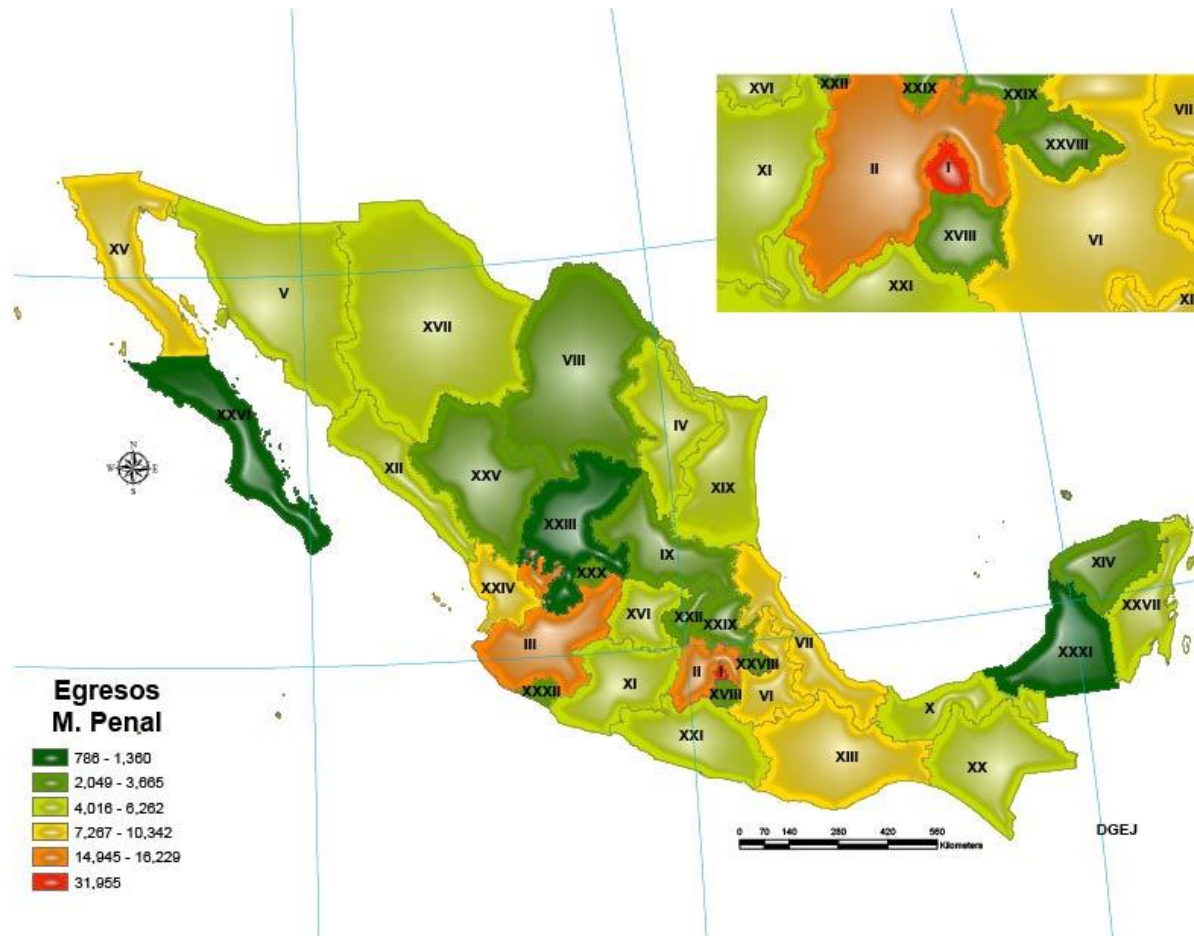 XVI
XXII
XXIX
XXIX
VII
XXVIII
XI
II
I
XVIII
VI
XXI
XI
XV
V
XVII
VIII
XXVI
IV
XII
XXV
XIX
N
W
E
S
XXIII
IX
XXX
XXIV
XVI
XXII
XXIX
III
VII
XXVIII
II
I
XI
XXXII
XVIII
VI
XXI
XIII
X
XX
XIV
XXVII
XXXI
Egresos
M. Penal
786 - 1,360
2,049 - 3,665
4,016 - 6,262
7,267 - 10,342
14,945 - 16,229
31,955
0 70 140 280 420 560
Kilometers
DGEJ